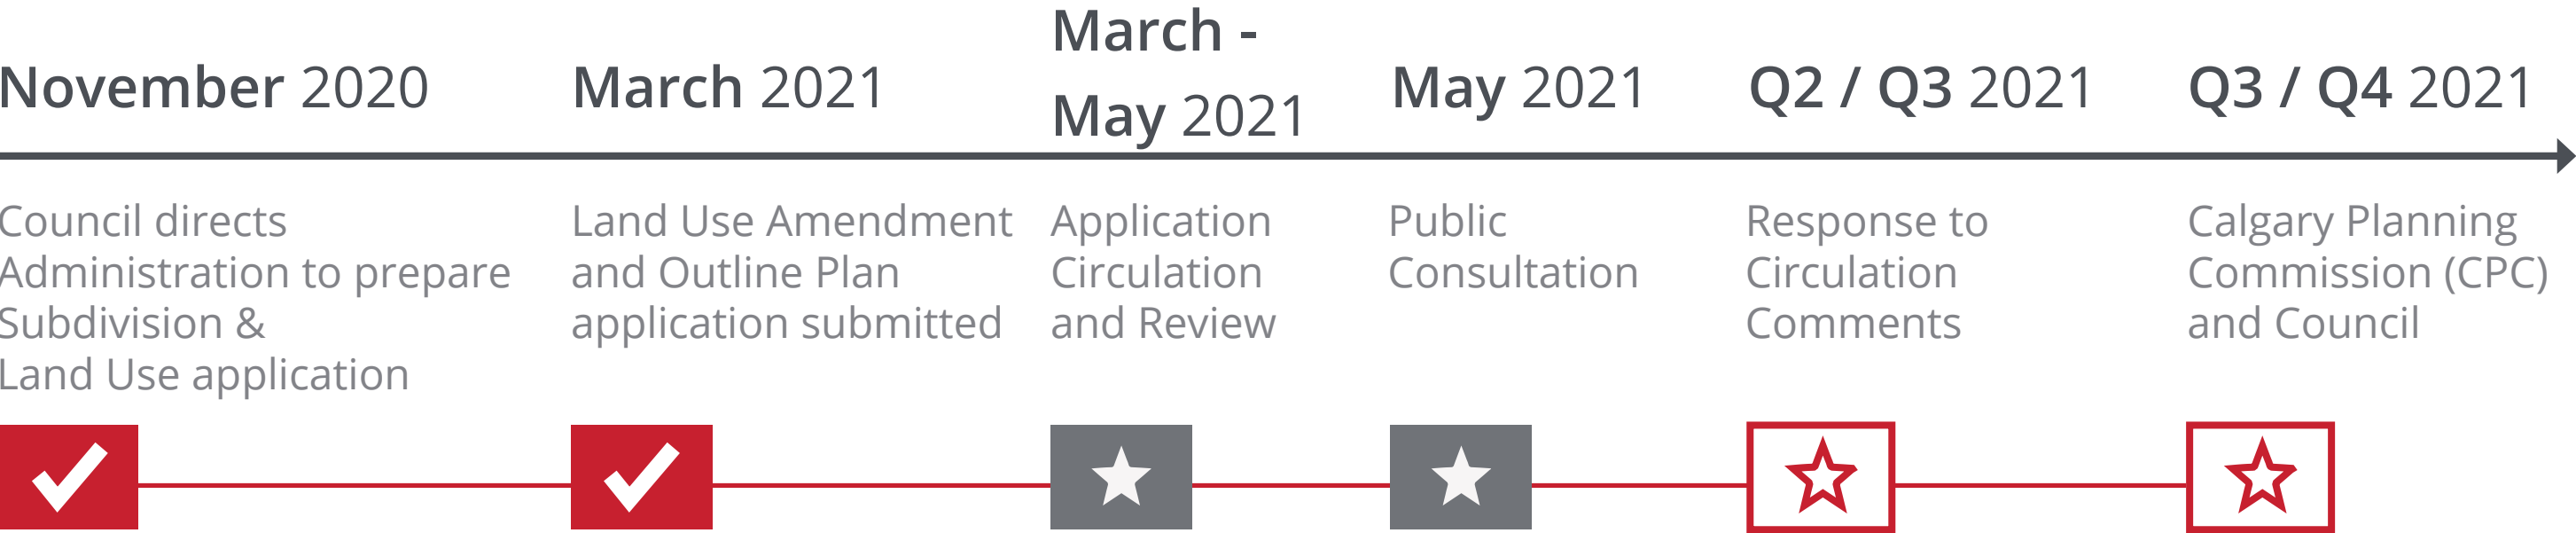 November 2020
March 2021
March -
May 2021
May 2021
Q2 / Q3 2021
Q3 / Q4 2021
Council directs
Administration to prepare
Subdivision &
Land Use application
Land Use Amendment
and Outline Plan
application submitted
Application
Circulation
and Review
Public
Consultation
Response to
Circulation
Comments
Calgary Planning
Commission (CPC)
and Council